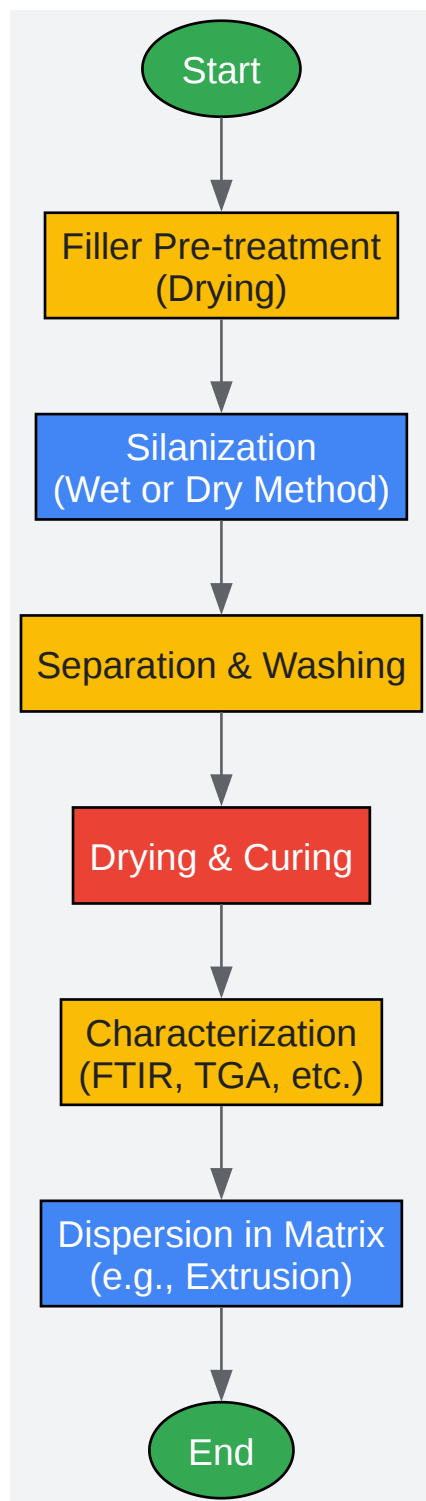 Start
Filler Pre-treatment
(Drying)
Silanization
(Wet or Dry Method)
Separation & Washing
Drying & Curing
Characterization
(FTIR, TGA, etc.)
Dispersion in Matrix
(e.g., Extrusion)
End